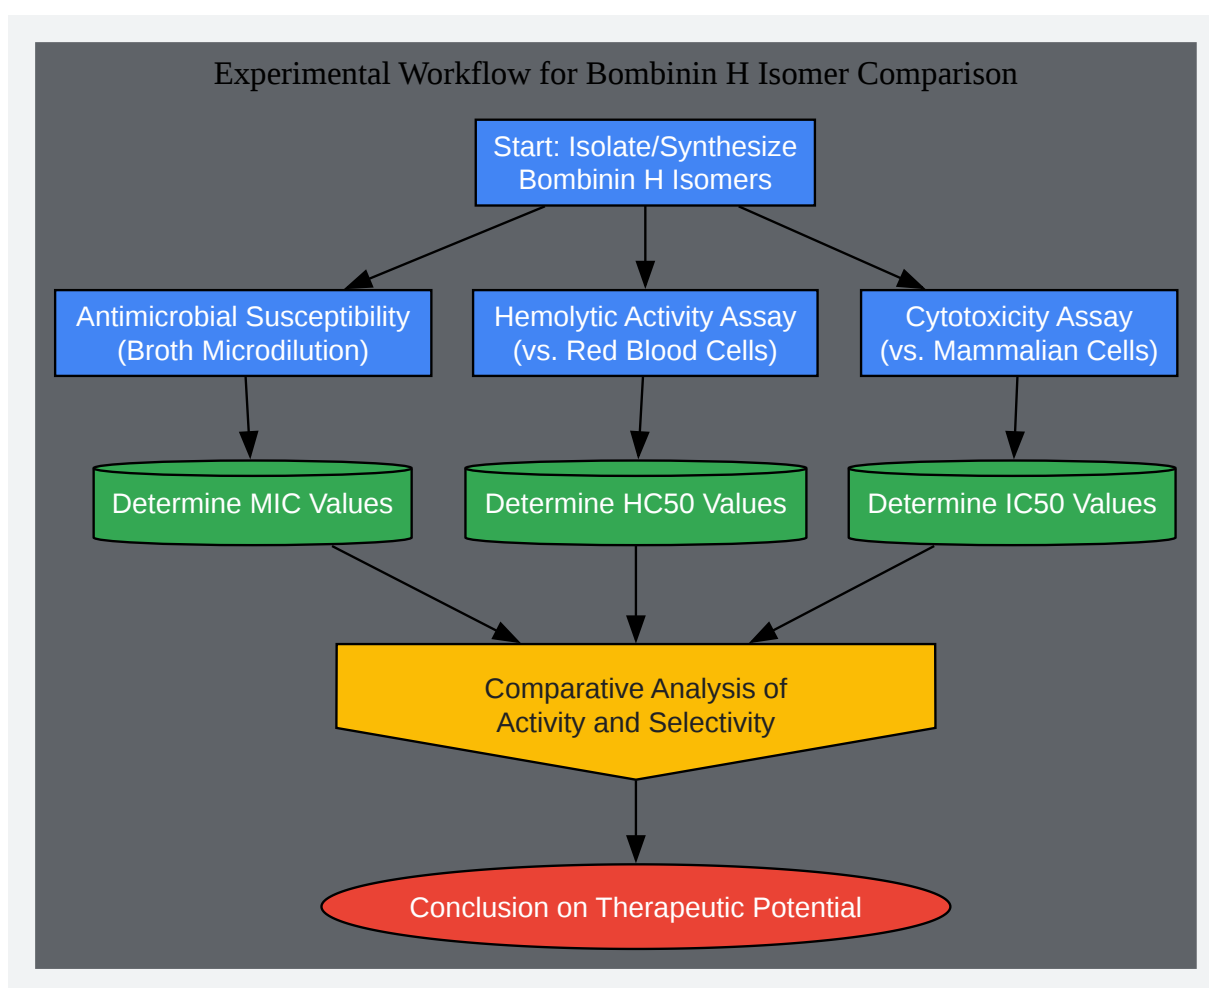 Experimental Workflow for Bombinin H Isomer Comparison
Start: Isolate/Synthesize
Bombinin H Isomers
Antimicrobial Susceptibility
(Broth Microdilution)
Hemolytic Activity Assay
(vs. Red Blood Cells)
Cytotoxicity Assay
(vs. Mammalian Cells)
Determine MIC Values
Determine HC50 Values
Determine IC50 Values
Comparative Analysis of
Activity and Selectivity
Conclusion on Therapeutic Potential